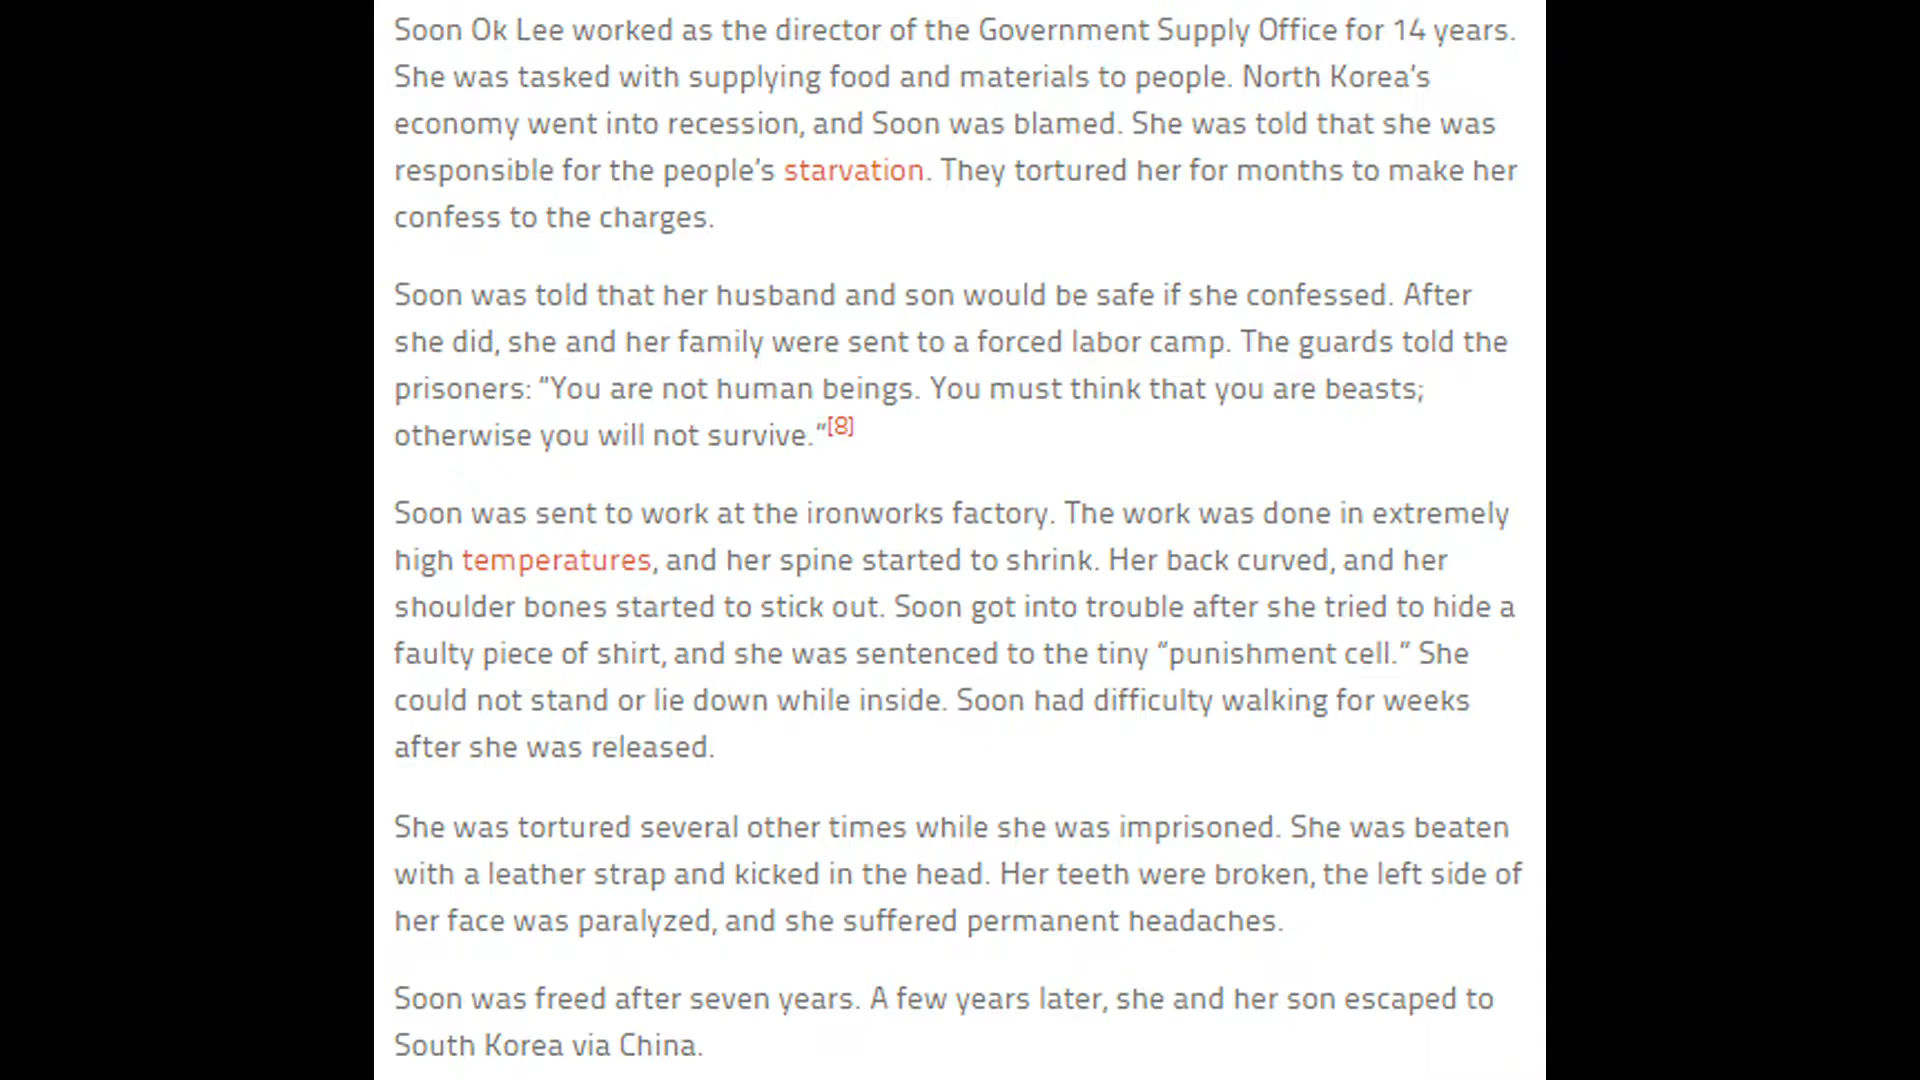 Soon Ok Lee worked as the director of the Government Supply Office for 14 years.
She was tasked with supplying food and materials to people. North Korea's
economy went into recession, and Soon was blamed. She was told that she was
responsible for the people's starvation. They tortured her for months to make her
confess to the charges.
Soon was told that her husband and son would be safe if she confessed. After
she did, she and her family were sent to a forced labor camp. The guards told the
prisoners: “You are not human beings. You must think that you are beasts;
otherwise you will not survive.”[8]
Soon was sent to work at the ironworks factory. The work was done in extremely
high temperatures, and her spine started to shrink. Her back curved, and her
shoulder bones started to stick out. Soon got into trouble after she tried to hide a
faulty piece of shirt, and she was sentenced to the tiny “punishment cell.” She
could not stand or lie down while inside. Soon had difficulty walking for weeks
after she was released.
She was tortured several other times while she was imprisoned. She was beaten
with a leather strap and kicked in the head. Her teeth were broken, the left side of
her face was paralyzed, and she suffered permanent headaches.
Soon was freed after seven years. A few years later, she and her son escaped to
South Korea via China.